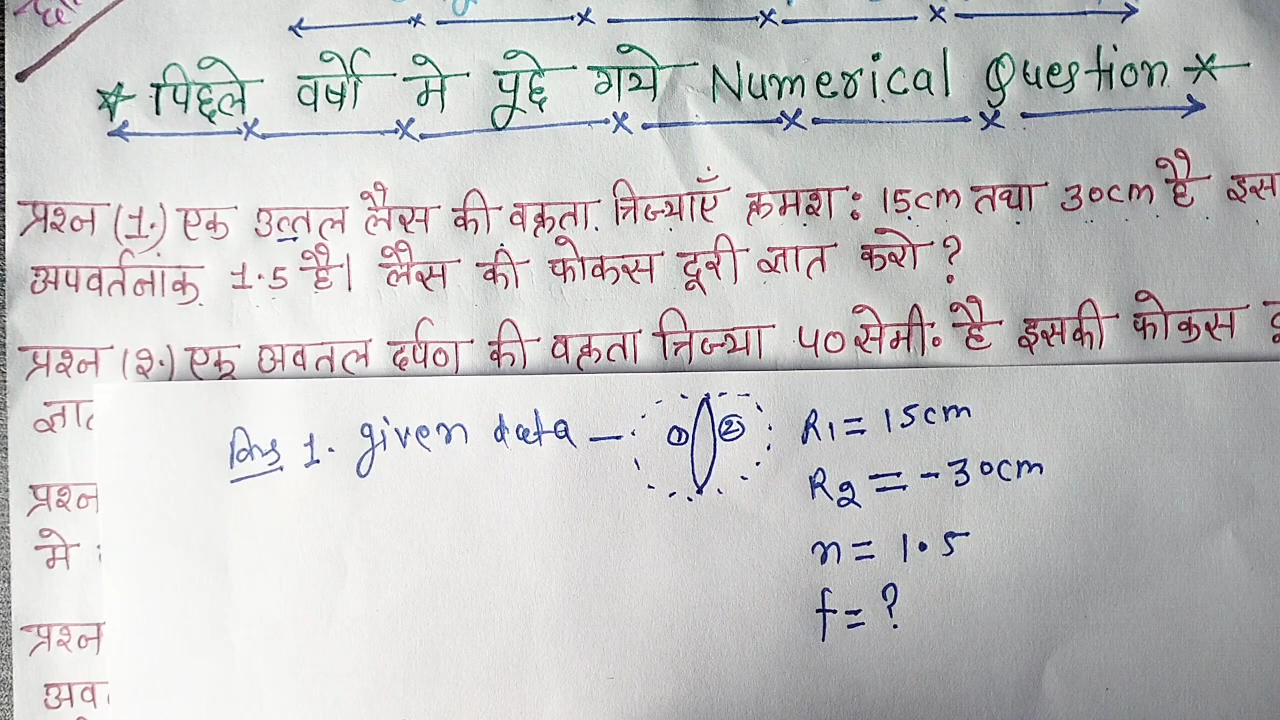 * पिछले वर्षो मे पूछे गये Numerical Question *
प्रश्न (1.) एक उत्तल लैंस की वक्रता त्रिज्याएँ क्रमश: 15cm तथा 30cm है इस
अपवर्तनांक 1.5 है। लैंस की फोकस दूरी ज्ञात करो ?
प्रश्न (2.) एक अवतल दर्पण की वक्रता त्रिज्या 40 सेमी. है इसकी फोकस
ज्ञात
Ans 1. given data - ① ② R1 = 15cm
R2 = -30cm
n = 1.5
f = ?
प्रश्न
मे
प्रश्न
अव